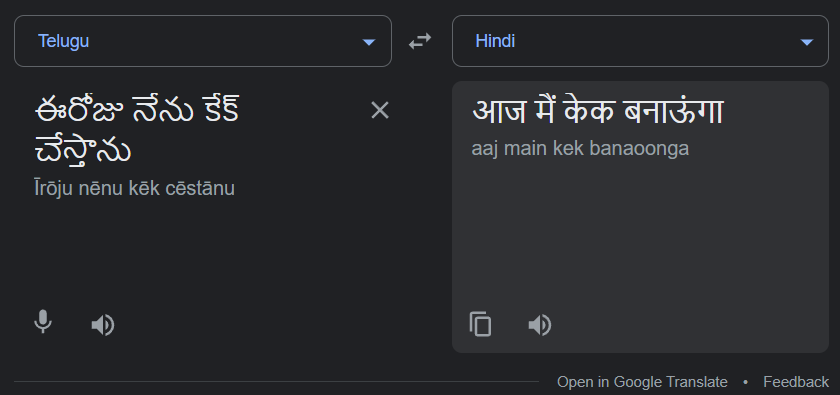 Telugu
Hindi
ఈరోజు నేను కేక్
చేస్తాను
Īrōju nēnu kēk cēstānu
आज मैं केक बनाऊंगा
aaj main kek banaoonga
Open in Google Translate • Feedback